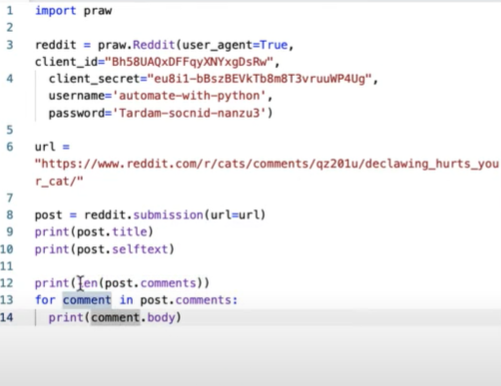 1 import praw
2
3 reddit = praw.Reddit(user_agent=True,
client_id="Bh58UAQxDFFqyXNYxgDsRw",
4 client_secret="eu8i1-bBszBEVkTb8m8T3vruuWP4Ug",
username='automate-with-python',
password='Tardam-socnid-nanzu3')
5
6 url =
"https://www.reddit.com/r/cats/comments/qz201u/declawing_hurts_you
r_cat/"
7
8 post = reddit.submission(url=url)
9 print(post.title)
10 print(post.selftext)
11
12 print(len(post.comments))
13 for comment in post.comments:
14 print(comment.body)